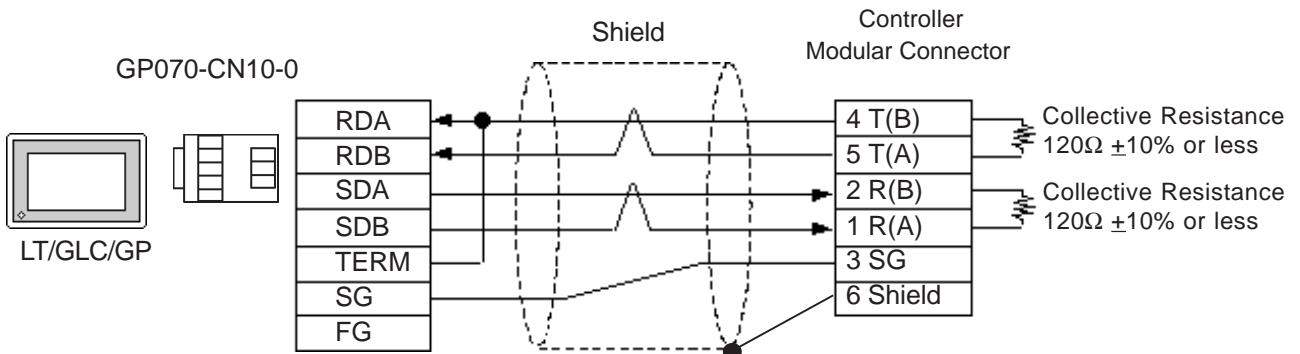 Shield
Controller
Modular Connector
GP070-CN10-0
RDA
RDB
SDA
SDB
TERM
SG
FG
4 T(B)
5 T(A)
2 R(B)
1 R(A)
3 SG
6 Shield
Collective Resistance
120Ω ±10% or less
Collective Resistance
120Ω ±10% or less
LT/GLC/GP